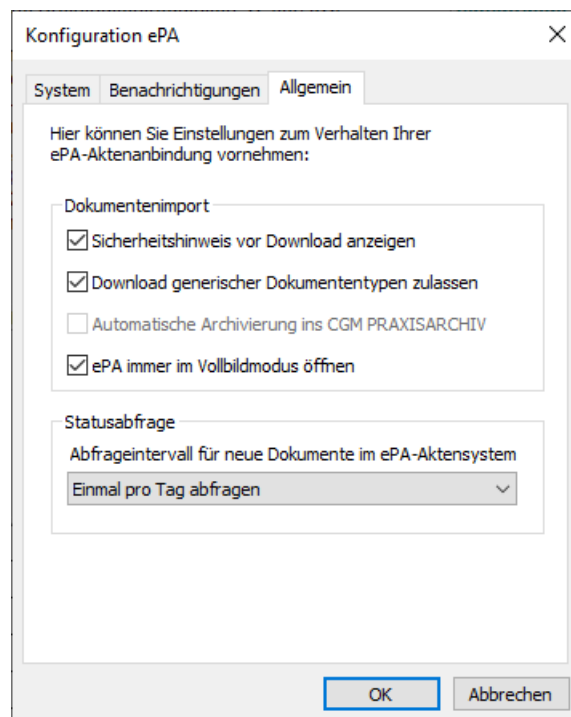 Konfiguration ePA
System Benachrichtigungen Allgemein
Hier können Sie Einstellungen zum Verhalten Ihrer
ePA-Aktenanbindung vornehmen:
Dokumentenimport
Sicherheitshinweis vor Download anzeigen
Download generischer Dokumententypen zulassen
Automatische Archivierung ins CGM PRAXISARCHIV
ePA immer im Vollbildmodus öffnen
Statusabfrage
Abfrageintervall für neue Dokumente im ePA-Aktensystem
Einmal pro Tag abfragen
OK Abbrechen